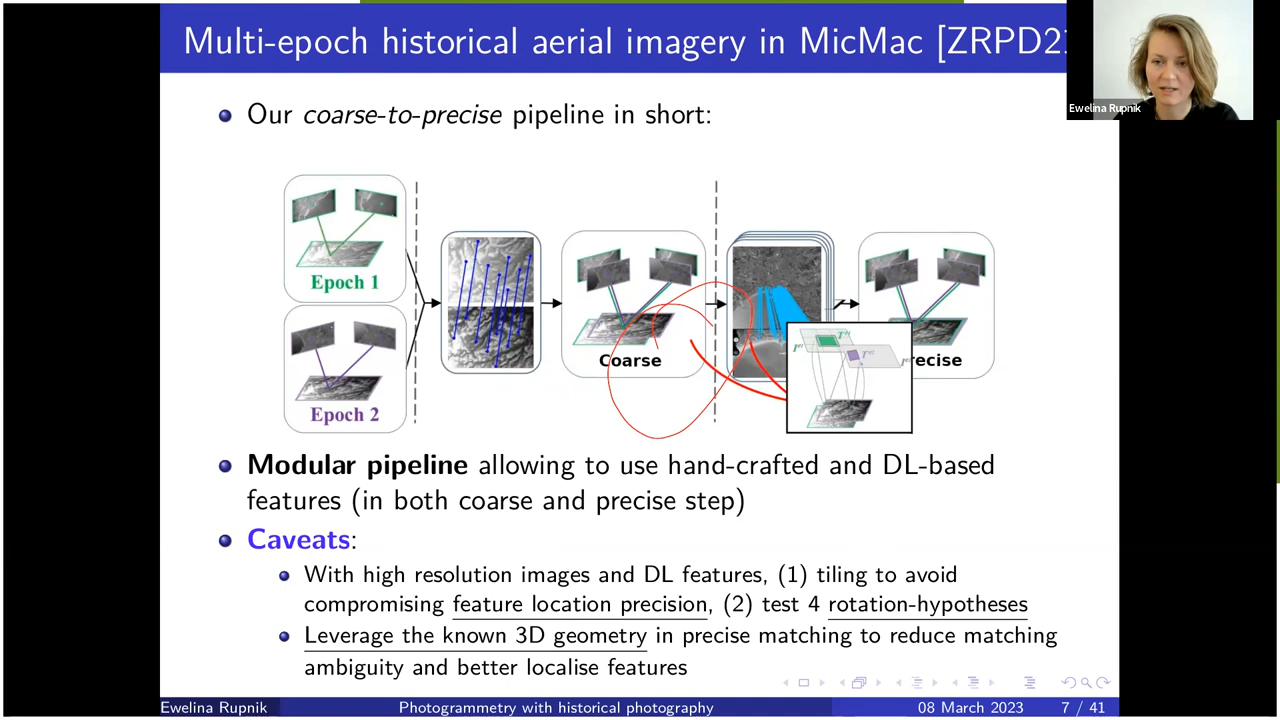 Multi-epoch historical aerial imagery in MicMac [ZRPD2
Ewelina Rupnik
Our coarse-to-precise pipeline in short:
Epoch 1
Epoch 2
Coarse
recise
Modular pipeline allowing to use hand-crafted and DL-based
features (in both coarse and precise step)
Caveats:
With high resolution images and DL features, (1) tiling to avoid
compromising feature location precision, (2) test 4 rotation-hypotheses
Leverage the known 3D geometry in precise matching to reduce matching
ambiguity and better localise features
Ewelina Rupnik Photogrammetry with historical photography 08 March 2023 7 / 41